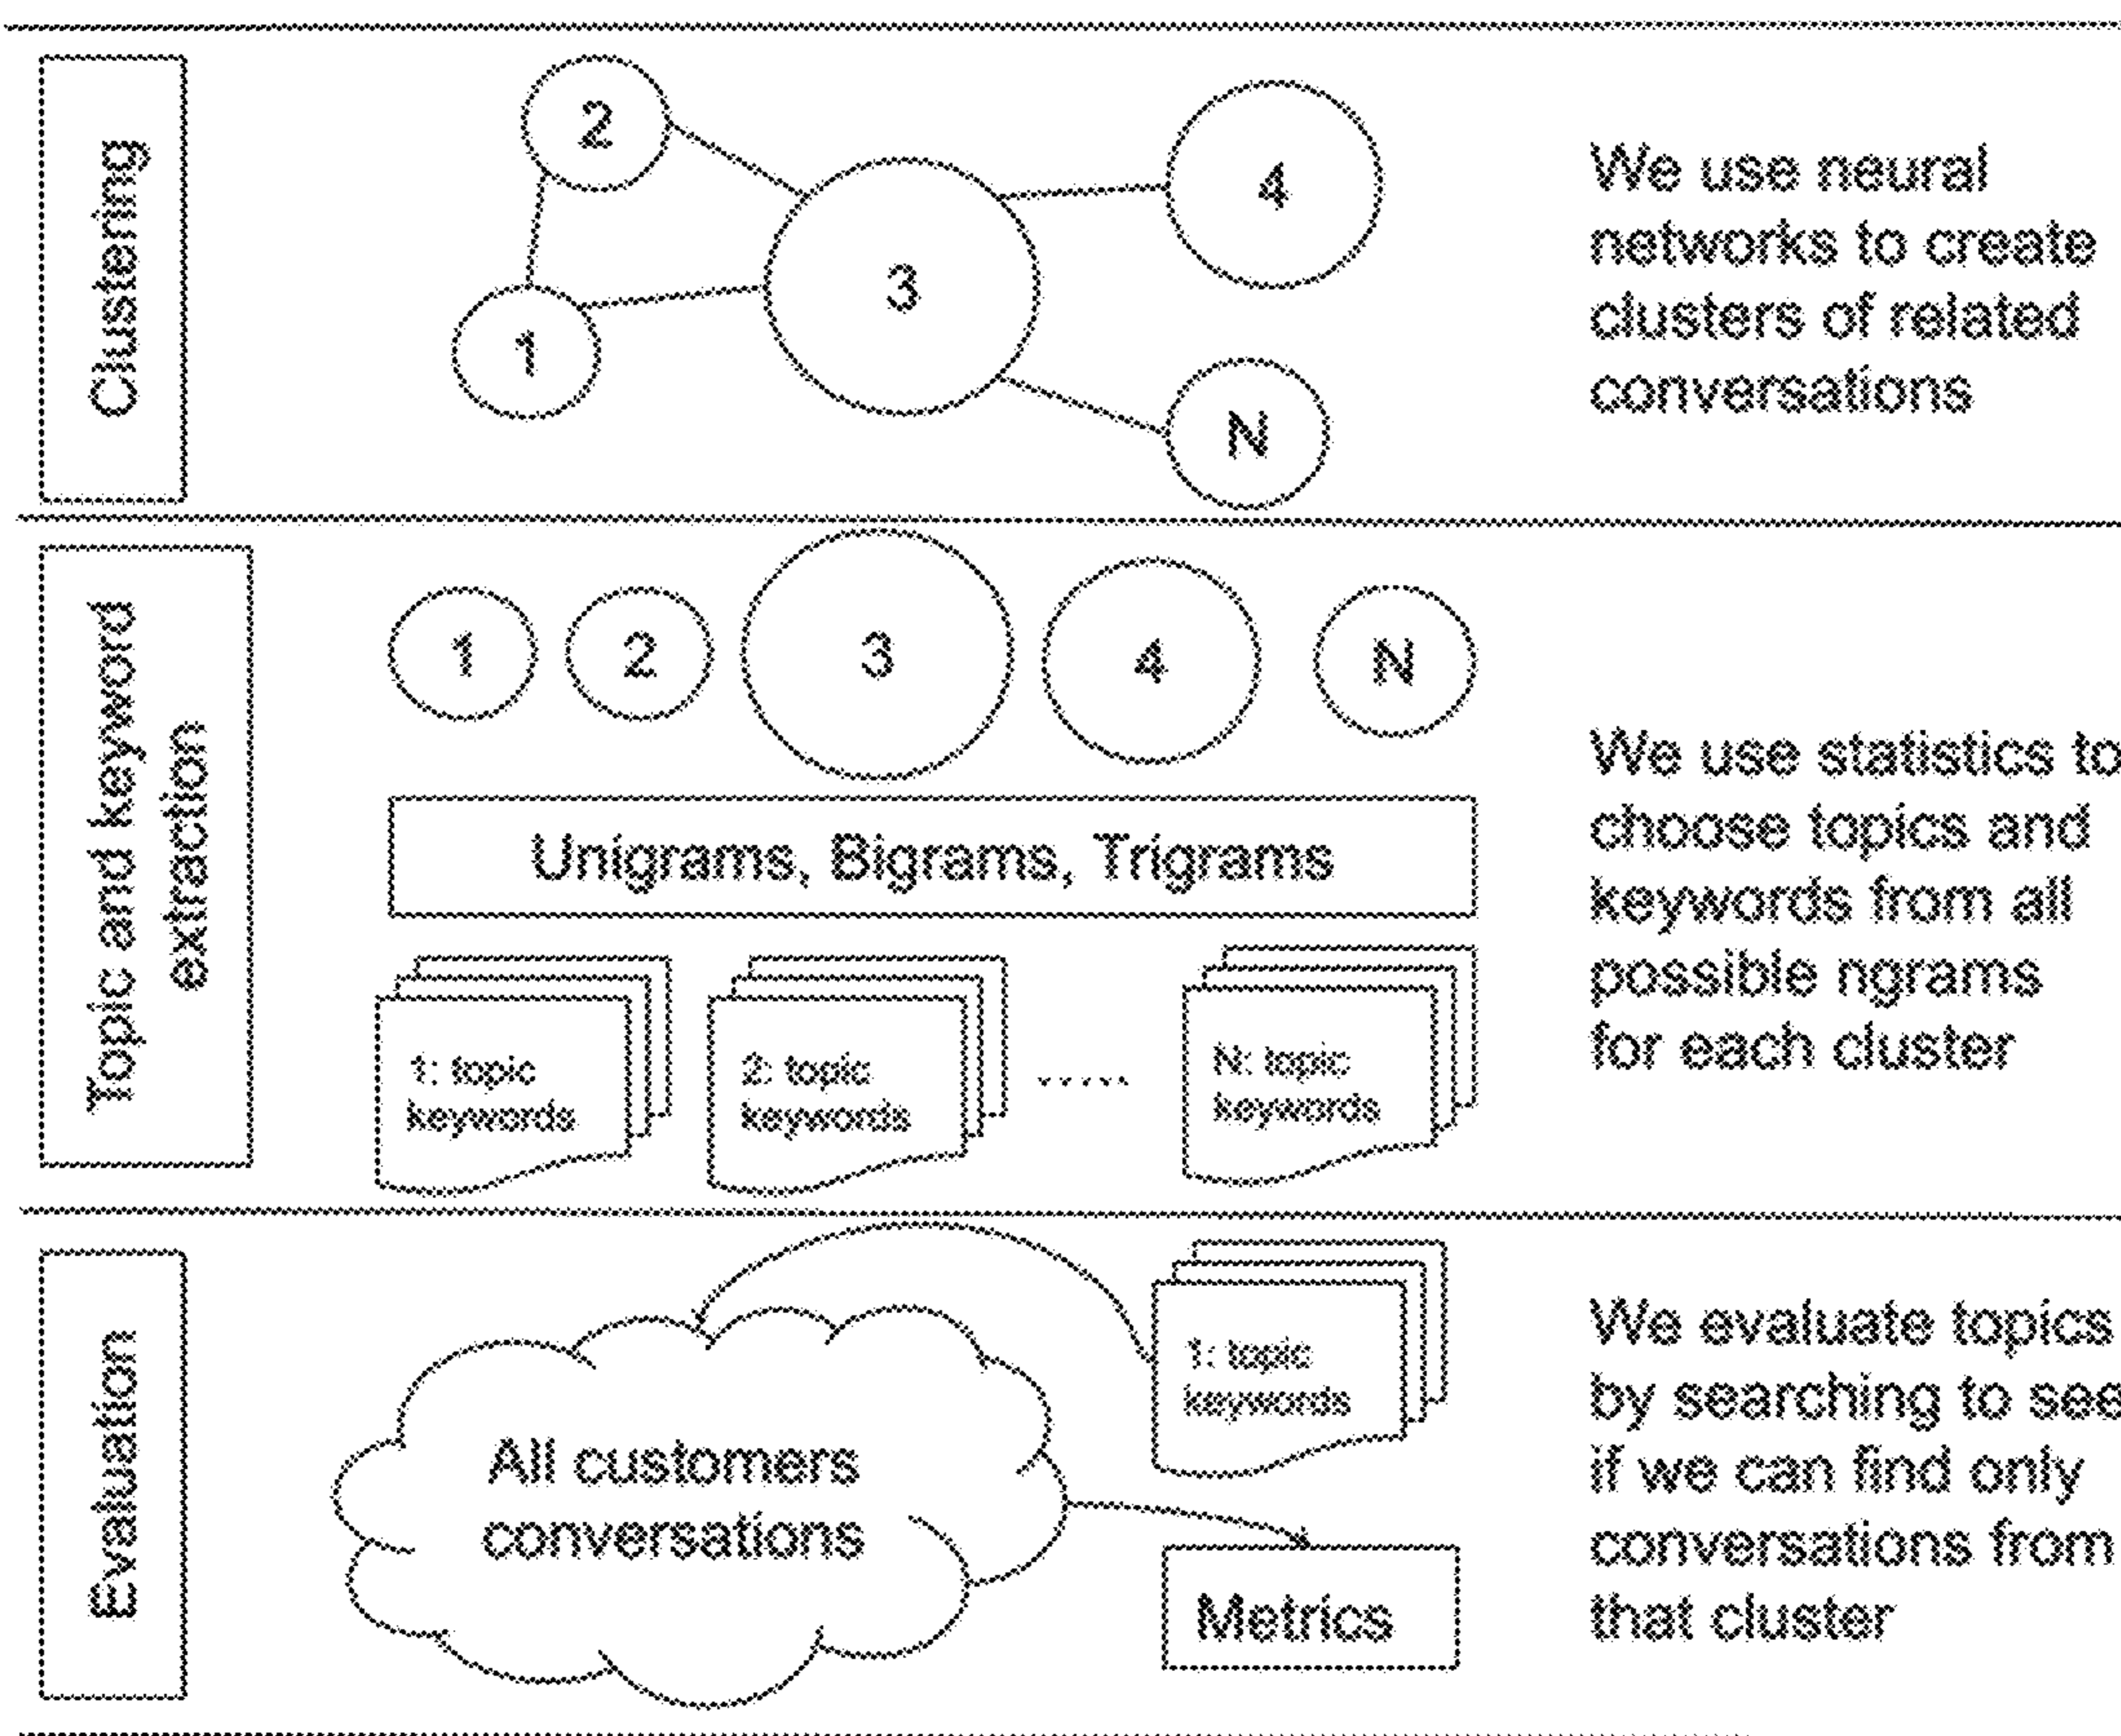 Clustering
2
4
3
1
N
We use neural
networks to create
clusters of related
conversations
Topic and keyword
extraction
1 2 3 4 N
Unigrams, Bigrams, Trigrams
1: topic
keywords
2: topic
keywords
......
N: topic
keywords
We use statistics to
choose topics and
keywords from all
possible ngrams
for each cluster
Evaluation
All customers
conversations
1: topic
keywords
Metrics
We evaluate topics
by searching to see
if we can find only
conversations from
that cluster